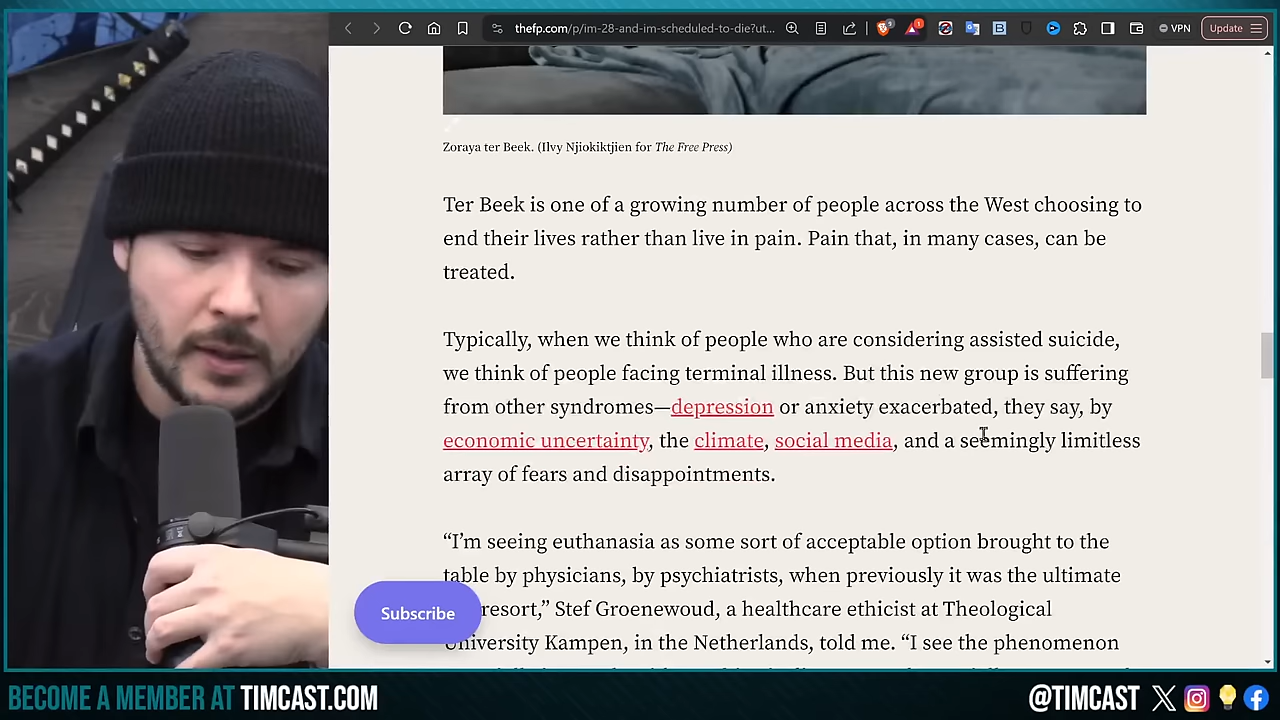 thefp.com/p/im-28-and-im-scheduled-to-die?ut...
VPN
Update
Zoraya ter Beek. (Ilvy Njiokiktjien for The Free Press)
Ter Beek is one of a growing number of people across the West choosing to
end their lives rather than live in pain. Pain that, in many cases, can be
treated.
Typically, when we think of people who are considering assisted suicide,
we think of people facing terminal illness. But this new group is suffering
from other syndromes—depression or anxiety exacerbated, they say, by
economic uncertainty, the climate, social media, and a seemingly limitless
array of fears and disappointments.
“I’m seeing euthanasia as some sort of acceptable option brought to the
table by physicians, by psychiatrists, when previously it was the ultimate
resort,” Stef Groenewoud, a healthcare ethicist at Theological
University Kampen, in the Netherlands, told me. “I see the phenomenon
Subscribe
BECOME A MEMBER AT TIMCAST.COM
@TIMCAST